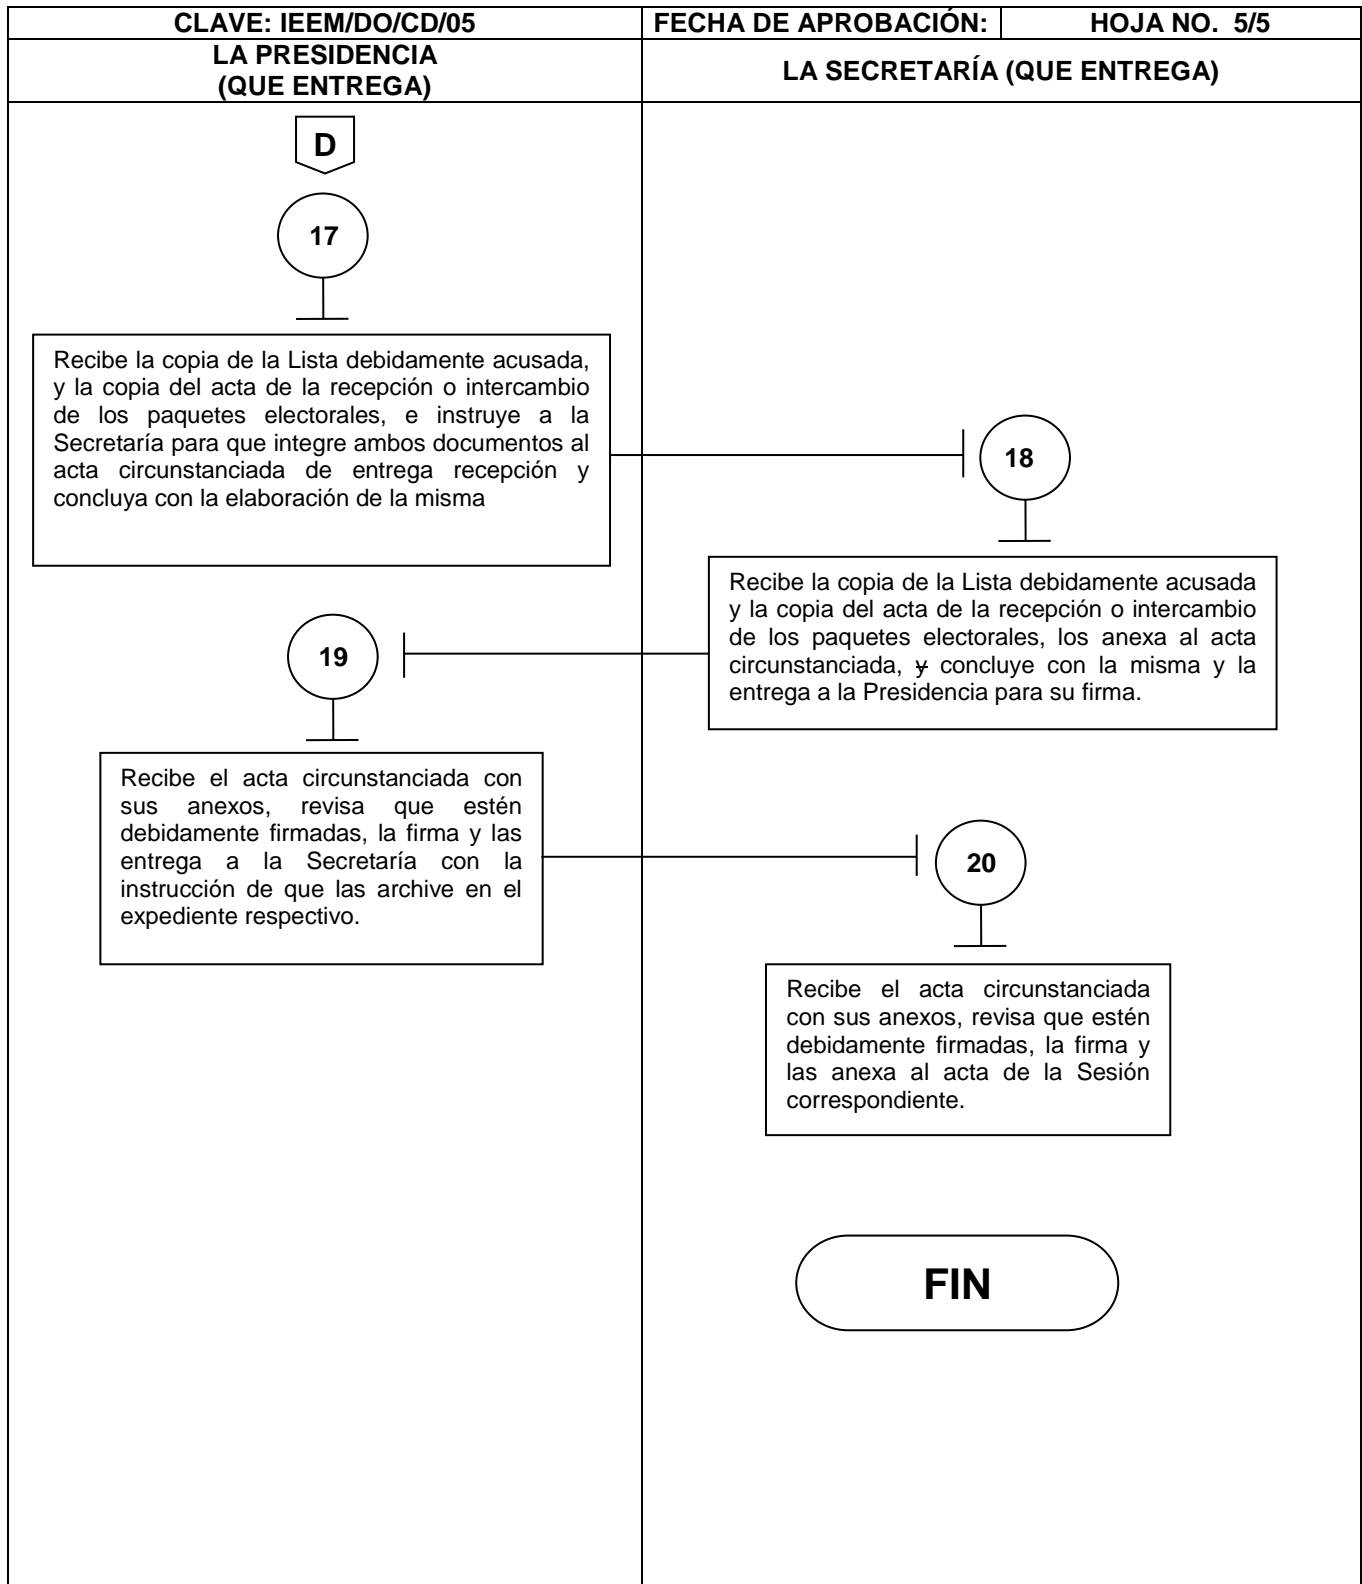 CLAVE: IEEM/DO/CD/05
FECHA DE APROBACIÓN:
HOJA NO. 5/5
LA PRESIDENCIA
(QUE ENTREGA)
LA SECRETARÍA (QUE ENTREGA)
D
17
Recibe la copia de la Lista debidamente acusada,
y la copia del acta de la recepción o intercambio
de los paquetes electorales, e instruye a la
Secretaría para que integre ambos documentos al
acta circunstanciada de entrega recepción y
concluya con la elaboración de la misma
18
Recibe la copia de la Lista debidamente acusada
y la copia del acta de la recepción o intercambio
de los paquetes electorales, los anexa al acta
circunstanciada, y concluye con la misma y la
entrega a la Presidencia para su firma.
19
Recibe el acta circunstanciada con
sus anexos, revisa que estén
debidamente firmadas, la firma y las
entrega a la Secretaría con la
instrucción de que las archive en el
expediente respectivo.
20
Recibe el acta circunstanciada
con sus anexos, revisa que estén
debidamente firmadas, la firma y
las anexa al acta de la Sesión
correspondiente.
FIN